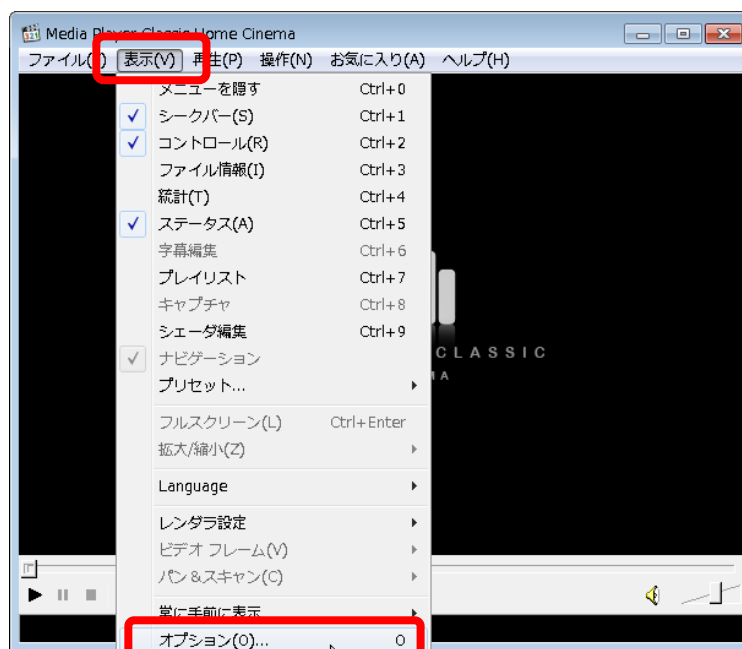 Media Player Classic Home Cinema
ファイル( ) 表示(V) 再生(P) 操作(N) お気に入り(A) ヘルプ(H)
メニューを隠す Ctrl+0
シークバー(S) Ctrl+1
コントロール(R) Ctrl+2
ファイル情報(I) Ctrl+3
統計(T) Ctrl+4
ステータス(A) Ctrl+5
字幕編集 Ctrl+6
プレイリスト Ctrl+7
キャプチャ Ctrl+8
シェーダ編集 Ctrl+9
ナビゲーション
プリセット...
フルスクリーン(L) Ctrl+Enter
拡大/縮小(Z)
Language
レンダラ設定
ビデオ フレーム(V)
パン&スキャン(C)
常に手前に表示
オプション(O)... O
CLASSIC
MA